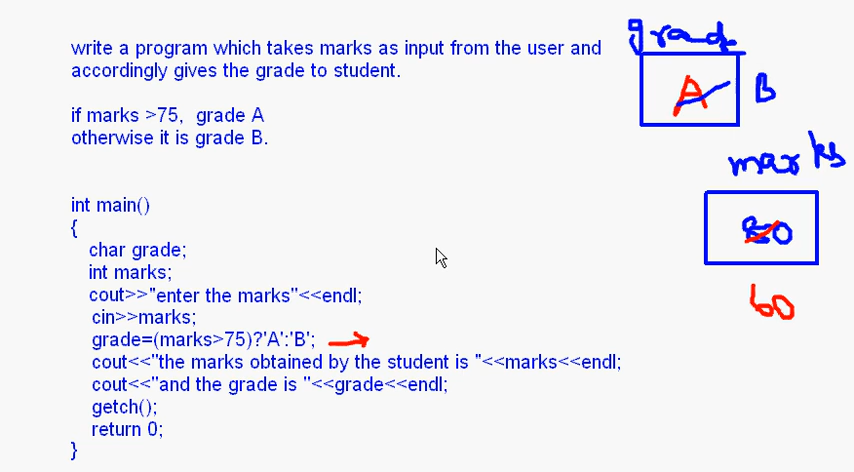 write a program which takes marks as input from the user and
accordingly gives the grade to student.
if marks >75,  grade A
otherwise it is grade B.
int main()
{
char grade;
int marks;
cout>>"enter the marks"<<endl;
cin>>marks;
grade=(marks>75)?'A':'B';
cout<<"the marks obtained by the student is "<<marks<<endl;
cout<<"and the grade is "<<grade<<endl;
getch();
return 0;
}
grade
A B
marks
80
60